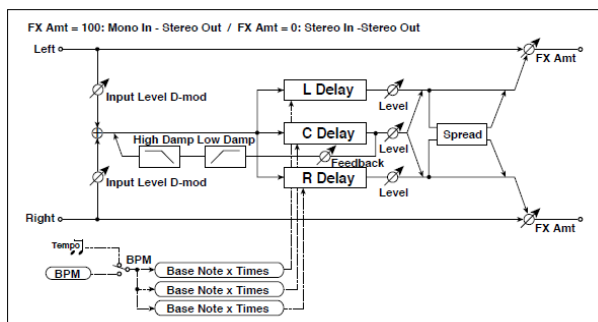 FX Amt = 100: Mono In - Stereo Out / FX Amt = 0: Stereo In -Stereo Out
Left
FX Amt
Input Level D-mod
L Delay
Level
High Damp Low Damp
C Delay
Level
Spread
Feedback
Input Level D-mod
R Delay
Level
Right
FX Amt
Tempo
BPM
BPM
Base Note x Times
Base Note x Times
Base Note x Times